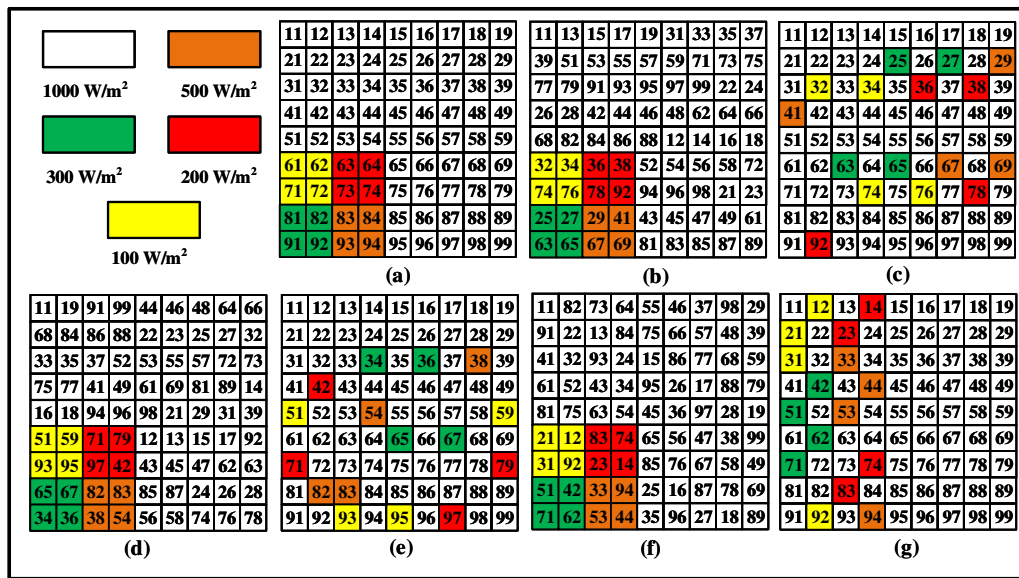 1000 W/m²
500 W/m²
300 W/m²
200 W/m²
100 W/m²
11 12 13 14 15 16 17 18 19
21 22 23 24 25 26 27 28 29
31 32 33 34 35 36 37 38 39
41 42 43 44 45 46 47 48 49
51 52 53 54 55 56 57 58 59
61 62 63 64 65 66 67 68 69
71 72 73 74 75 76 77 78 79
81 82 83 84 85 86 87 88 89
91 92 93 94 95 96 97 98 99
(a)
11 13 15 17 19 31 33 35 37
39 51 53 55 57 59 71 73 75
77 79 91 93 95 97 99 22 24
26 28 42 44 46 48 62 64 66
68 82 84 86 88 12 14 16 18
32 34 36 38 52 54 56 58 72
74 76 78 92 94 96 98 21 23
25 27 29 41 43 45 47 49 61
63 65 67 69 81 83 85 87 89
(b)
11 12 13 14 15 16 17 18 19
21 22 23 24 25 26 27 28 29
31 32 33 34 35 36 37 38 39
41 42 43 44 45 46 47 48 49
51 52 53 54 55 56 57 58 59
61 62 63 64 65 66 67 68 69
71 72 73 74 75 76 77 78 79
81 82 83 84 85 86 87 88 89
91 92 93 94 95 96 97 98 99
(c)
11 19 91 99 44 46 48 64 66
68 84 86 88 22 23 25 27 32
33 35 37 52 53 55 57 72 73
75 77 41 49 61 69 81 89 14
16 18 94 96 98 21 29 31 39
51 59 71 79 12 13 15 17 92
93 95 97 42 43 45 47 62 63
65 67 82 83 85 87 24 26 28
34 36 38 54 56 58 74 76 78
(d)
11 12 13 14 15 16 17 18 19
21 22 23 24 25 26 27 28 29
31 32 33 34 35 36 37 38 39
41 42 43 44 45 46 47 48 49
51 52 53 54 55 56 57 58 59
61 62 63 64 65 66 67 68 69
71 72 73 74 75 76 77 78 79
81 82 83 84 85 86 87 88 89
91 92 93 94 95 96 97 98 99
(e)
11 82 73 64 55 46 37 98 29
91 22 13 84 75 66 57 48 39
41 32 93 24 15 86 77 68 59
61 52 43 34 95 26 17 88 79
81 75 63 54 45 36 97 28 19
21 12 83 74 65 56 47 38 99
31 92 23 14 85 76 67 58 49
51 42 33 94 25 16 87 78 69
71 62 53 44 35 96 27 18 89
(f)
11 12 13 14 15 16 17 18 19
21 22 23 24 25 26 27 28 29
31 32 33 34 35 36 37 38 39
41 42 43 44 45 46 47 48 49
51 52 53 54 55 56 57 58 59
61 62 63 64 65 66 67 68 69
71 72 73 74 75 76 77 78 79
81 82 83 84 85 86 87 88 89
91 92 93 94 95 96 97 98 99
(g)